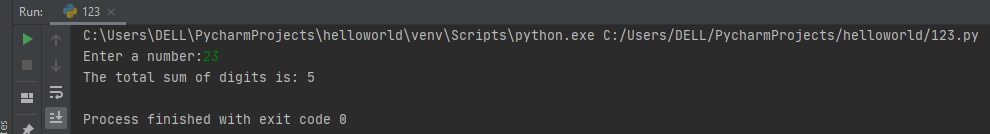 Run: 123
C:\Users\DELL\PycharmProjects\helloworld\venv\Scripts\python.exe C:/Users/DELL/PycharmProjects/helloworld/123.py
Enter a number:23
The total sum of digits is: 5
Process finished with exit code 0